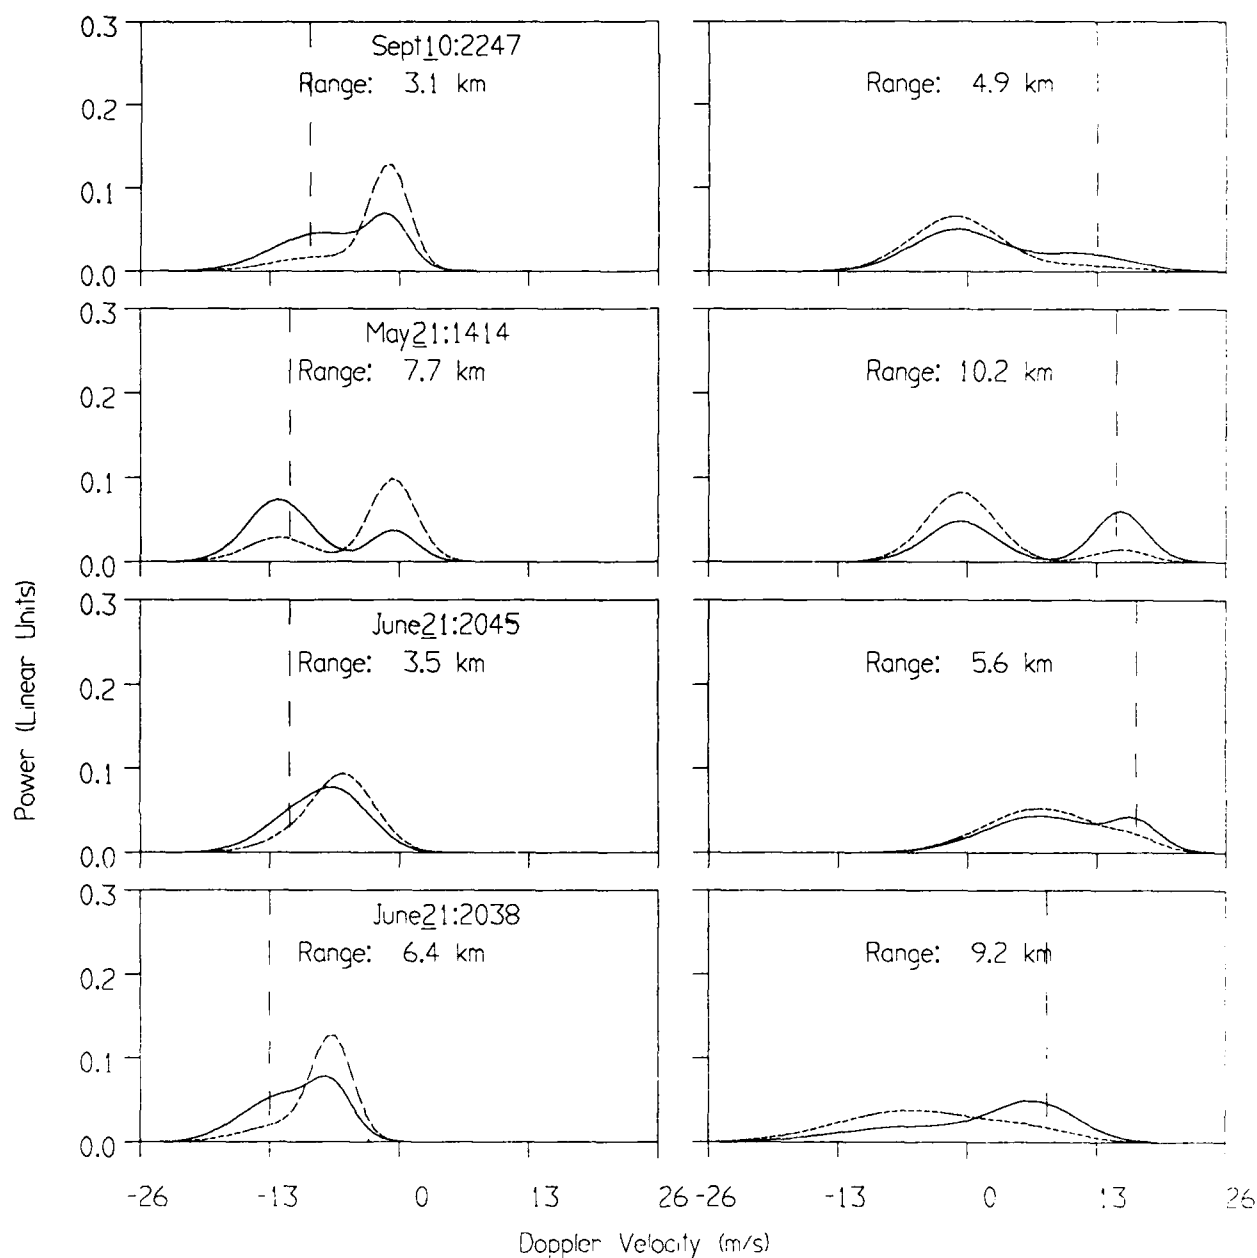 0.3
Sept10:2247
Range: 3.1 km
Range: 4.9 km
0.2
0.1
0.0
0.3
May21:1414
Range: 7.7 km
Range: 10.2 km
0.2
0.1
0.0
0.3
June21:2045
Range: 3.5 km
Range: 5.6 km
0.2
0.1
0.0
0.3
June21:2038
Range: 6.4 km
Range: 9.2 km
0.2
0.1
0.0
Power (Linear Units)
-26 -13 0 13 26 -26 -13 0 13 26
Doppler Velocity (m/s)